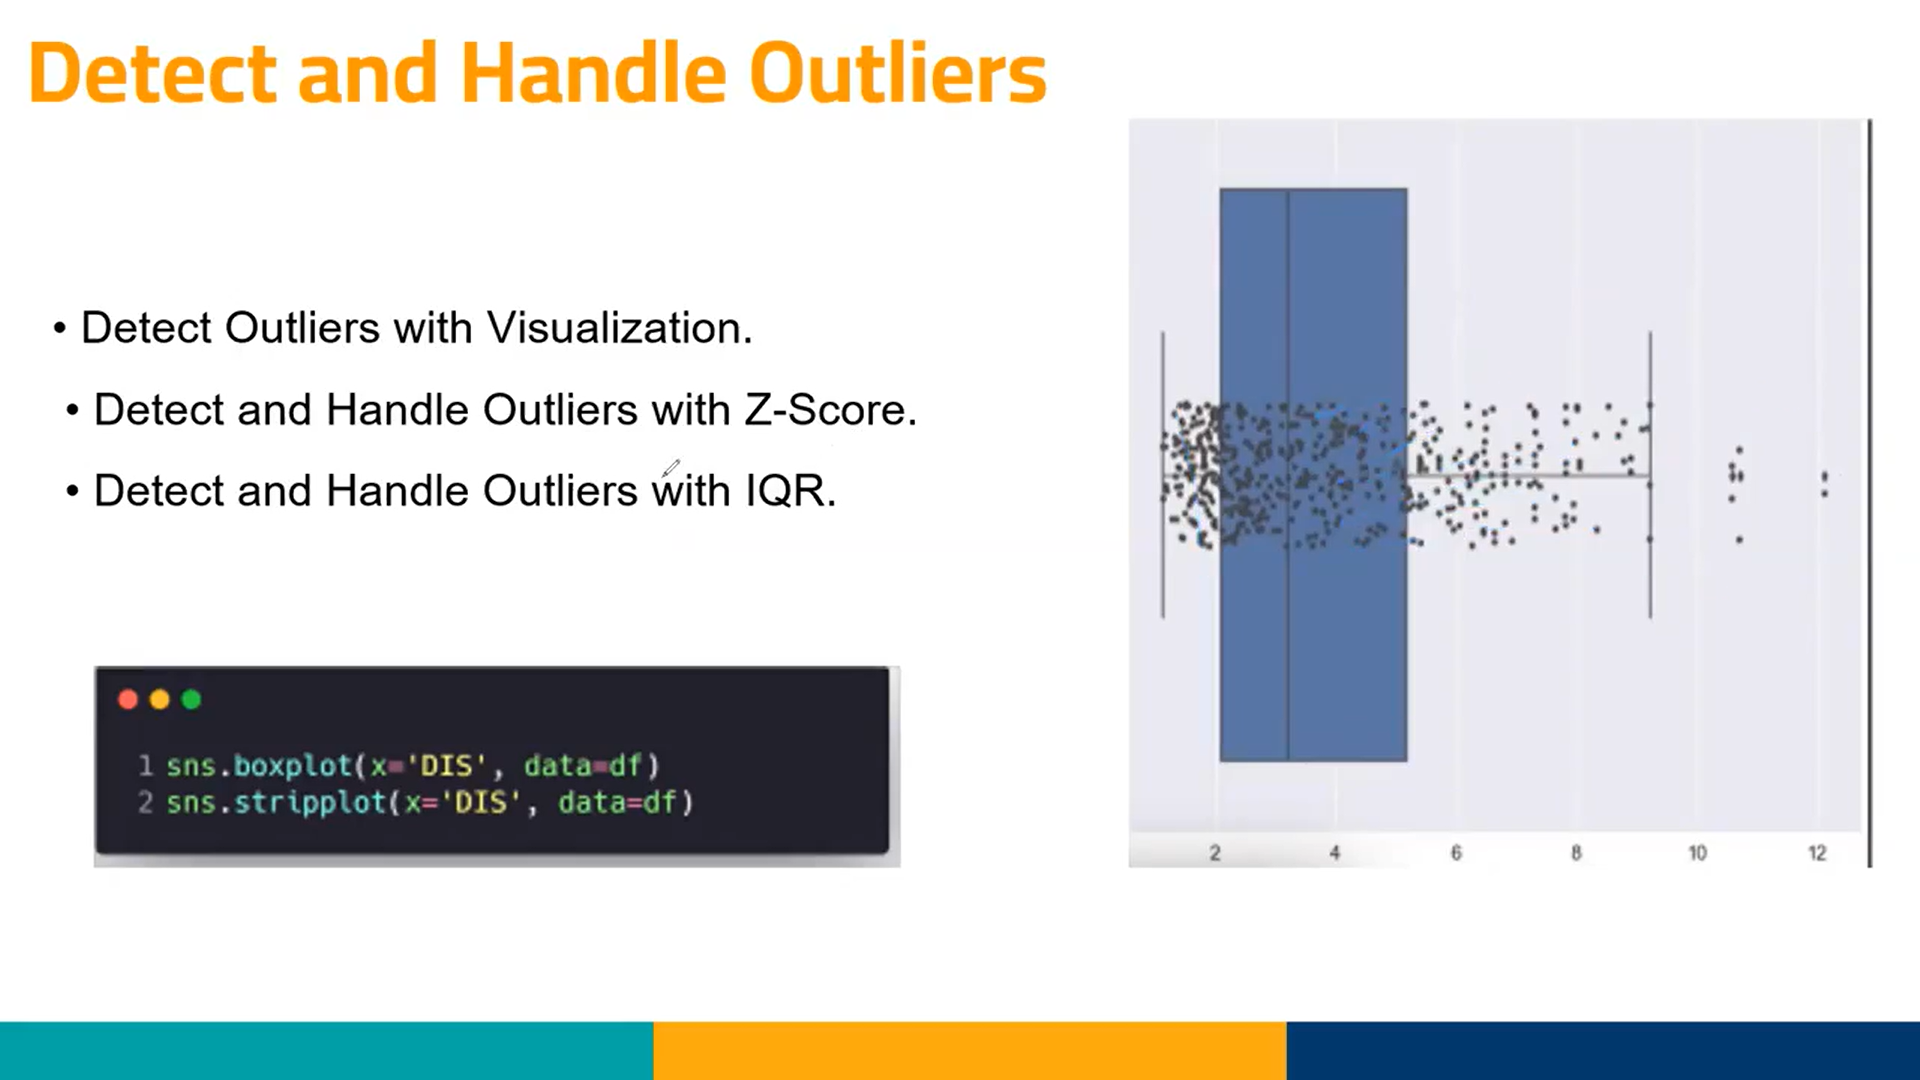 Detect and Handle Outliers
• Detect Outliers with Visualization.
• Detect and Handle Outliers with Z-Score.
• Detect and Handle Outliers with IQR.
1 sns.boxplot(x='DIS', data=df)
2 sns.stripplot(x='DIS', data=df)
2 4 6 8 10 12